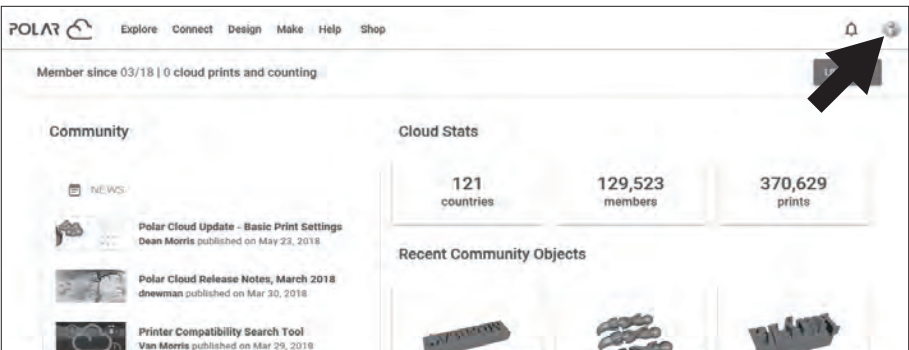 POLAR
Explore Connect Design Make Help Shop
Member since 03/18 | 0 cloud prints and counting
Community
Cloud Stats
NEWS
121
countries
129,523
members
370,629
prints
Polar Cloud Update - Basic Print Settings
Dean Morris published on May 23, 2018
Recent Community Objects
Polar Cloud Release Notes, March 2018
dnewman published on Mar 30, 2018
Printer Compatibility Search Tool
Van Morris published on Mar 29, 2018